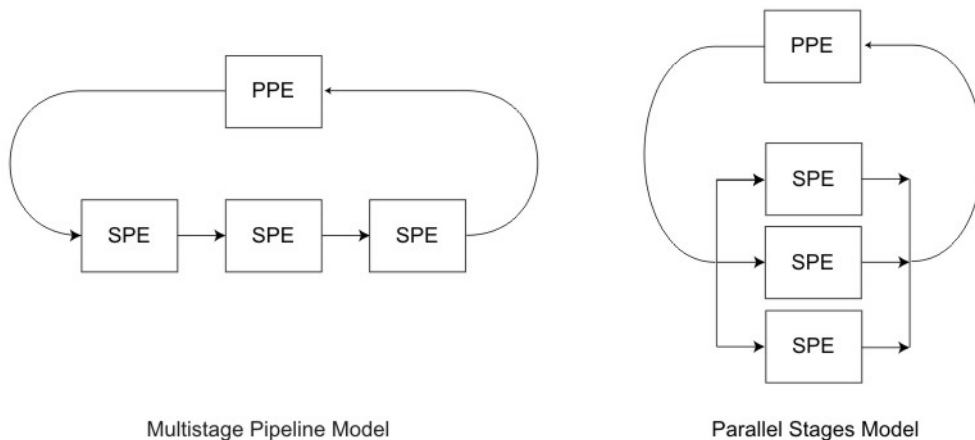 PPE
SPE
SPE
SPE
Multistage Pipeline Model
PPE
SPE
SPE
SPE
Parallel Stages Model